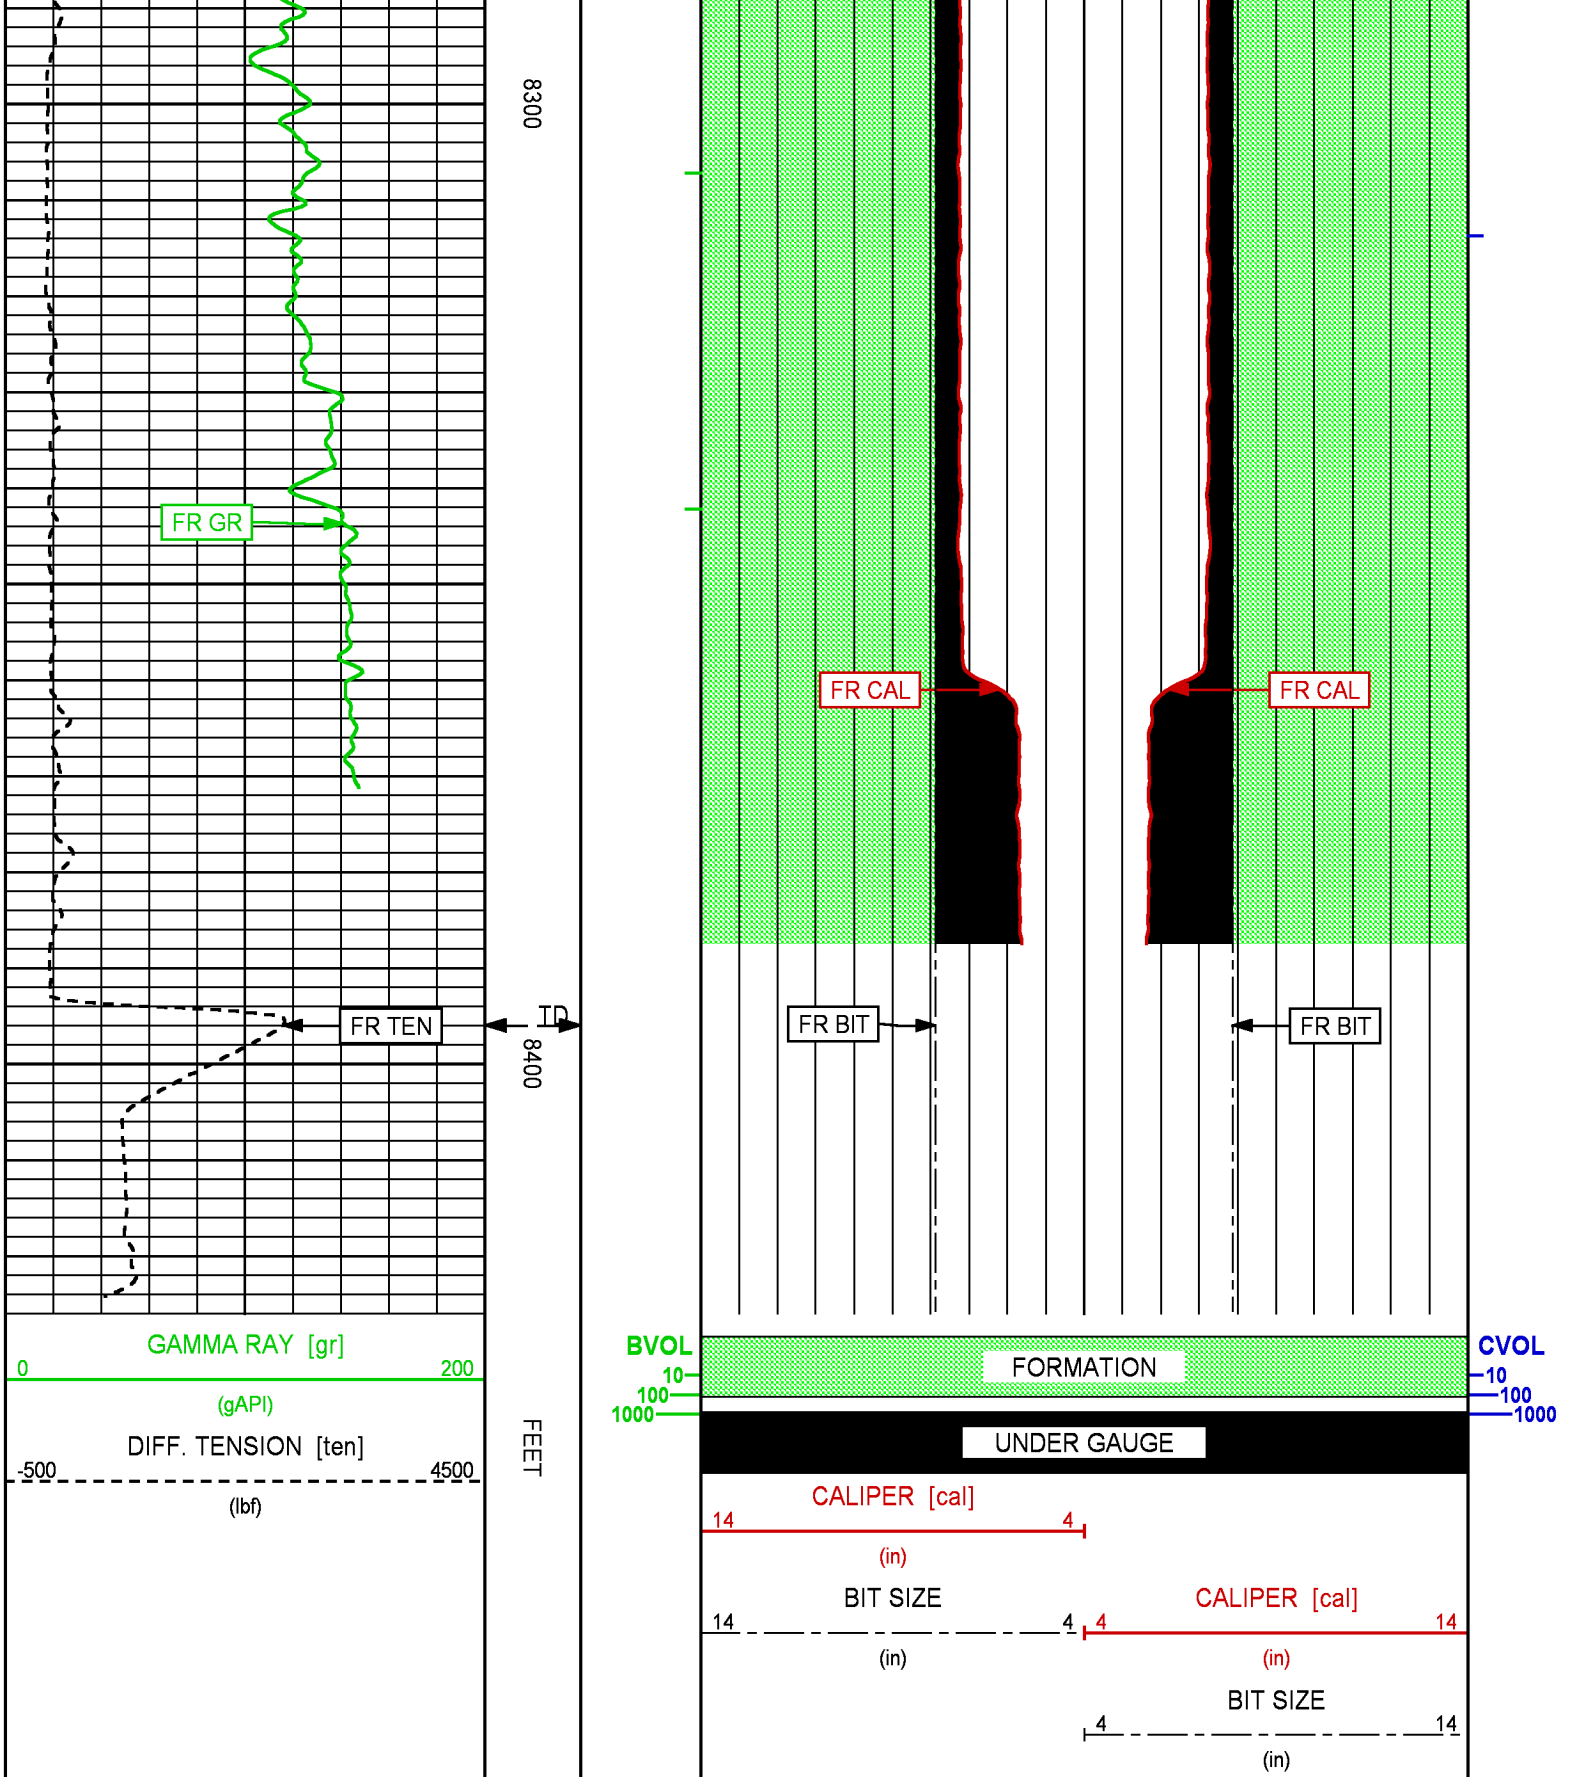 8300
FR GR
FR CAL
FR CAL
FR TEN
TD
FR BIT
FR BIT
8400
GAMMA RAY [gr]
0 200
(gAPI)
DIFF. TENSION [ten]
-500 4500
(lbf)
FEET
BVOL
10
100
1000
FORMATION
UNDER GAUGE
CVOL
10
100
1000
CALIPER [cal]
14 4
(in)
BIT SIZE
14 4
(in)
CALIPER [cal]
4 14
(in)
BIT SIZE
4 14
(in)